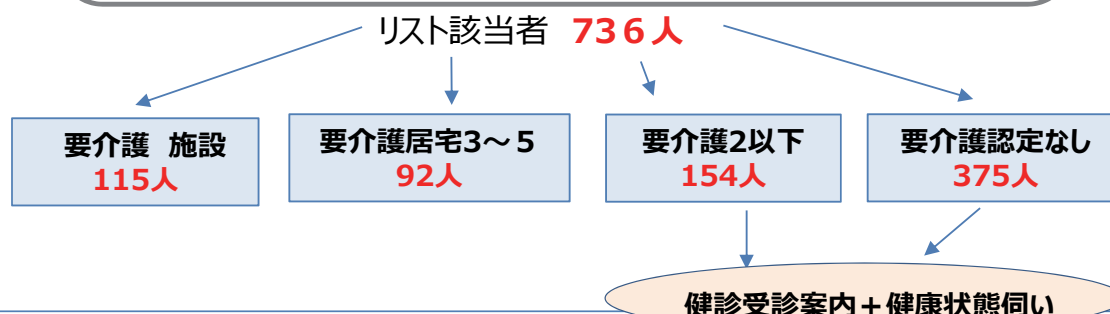 リスト該当者 736人
要介護 施設
115人
要介護居宅3~5
92人
要介護2以下
154人
要介護認定なし
375人
健診受診案内+健康状態伺い